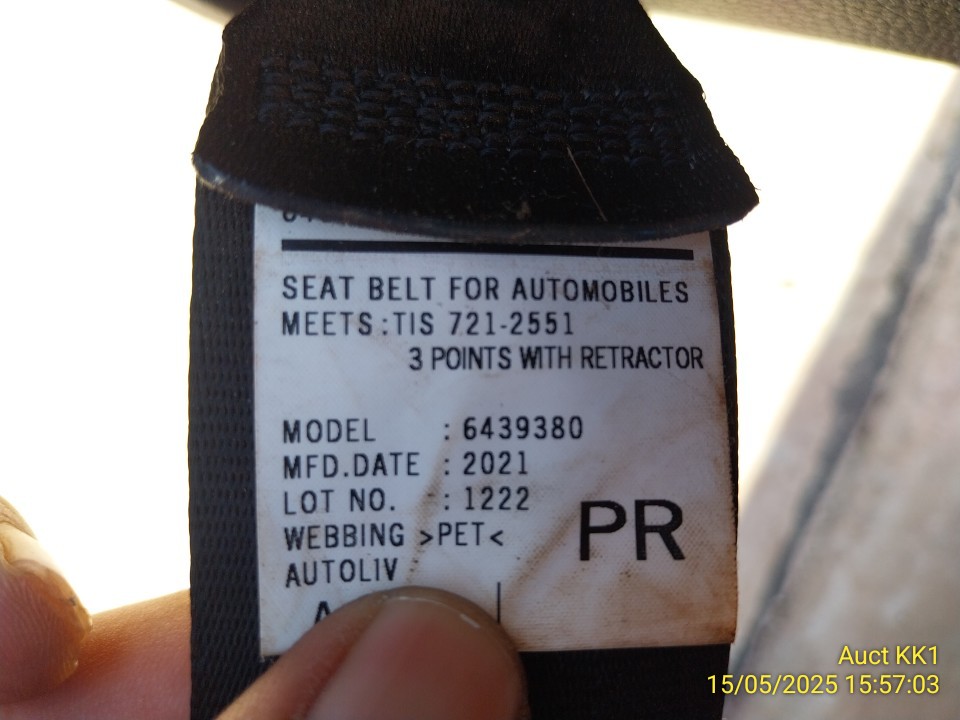 SEAT BELT FOR AUTOMOBILES
MEETS :TIS 721-2551
3 POINTS WITH RETRACTOR
MODEL : 6439380
MFD.DATE : 2021
LOT NO. : 1222
WEBBING >PET<
PR
AUTOLIV
A
Auct KK1
15/05/2025 15:57:03